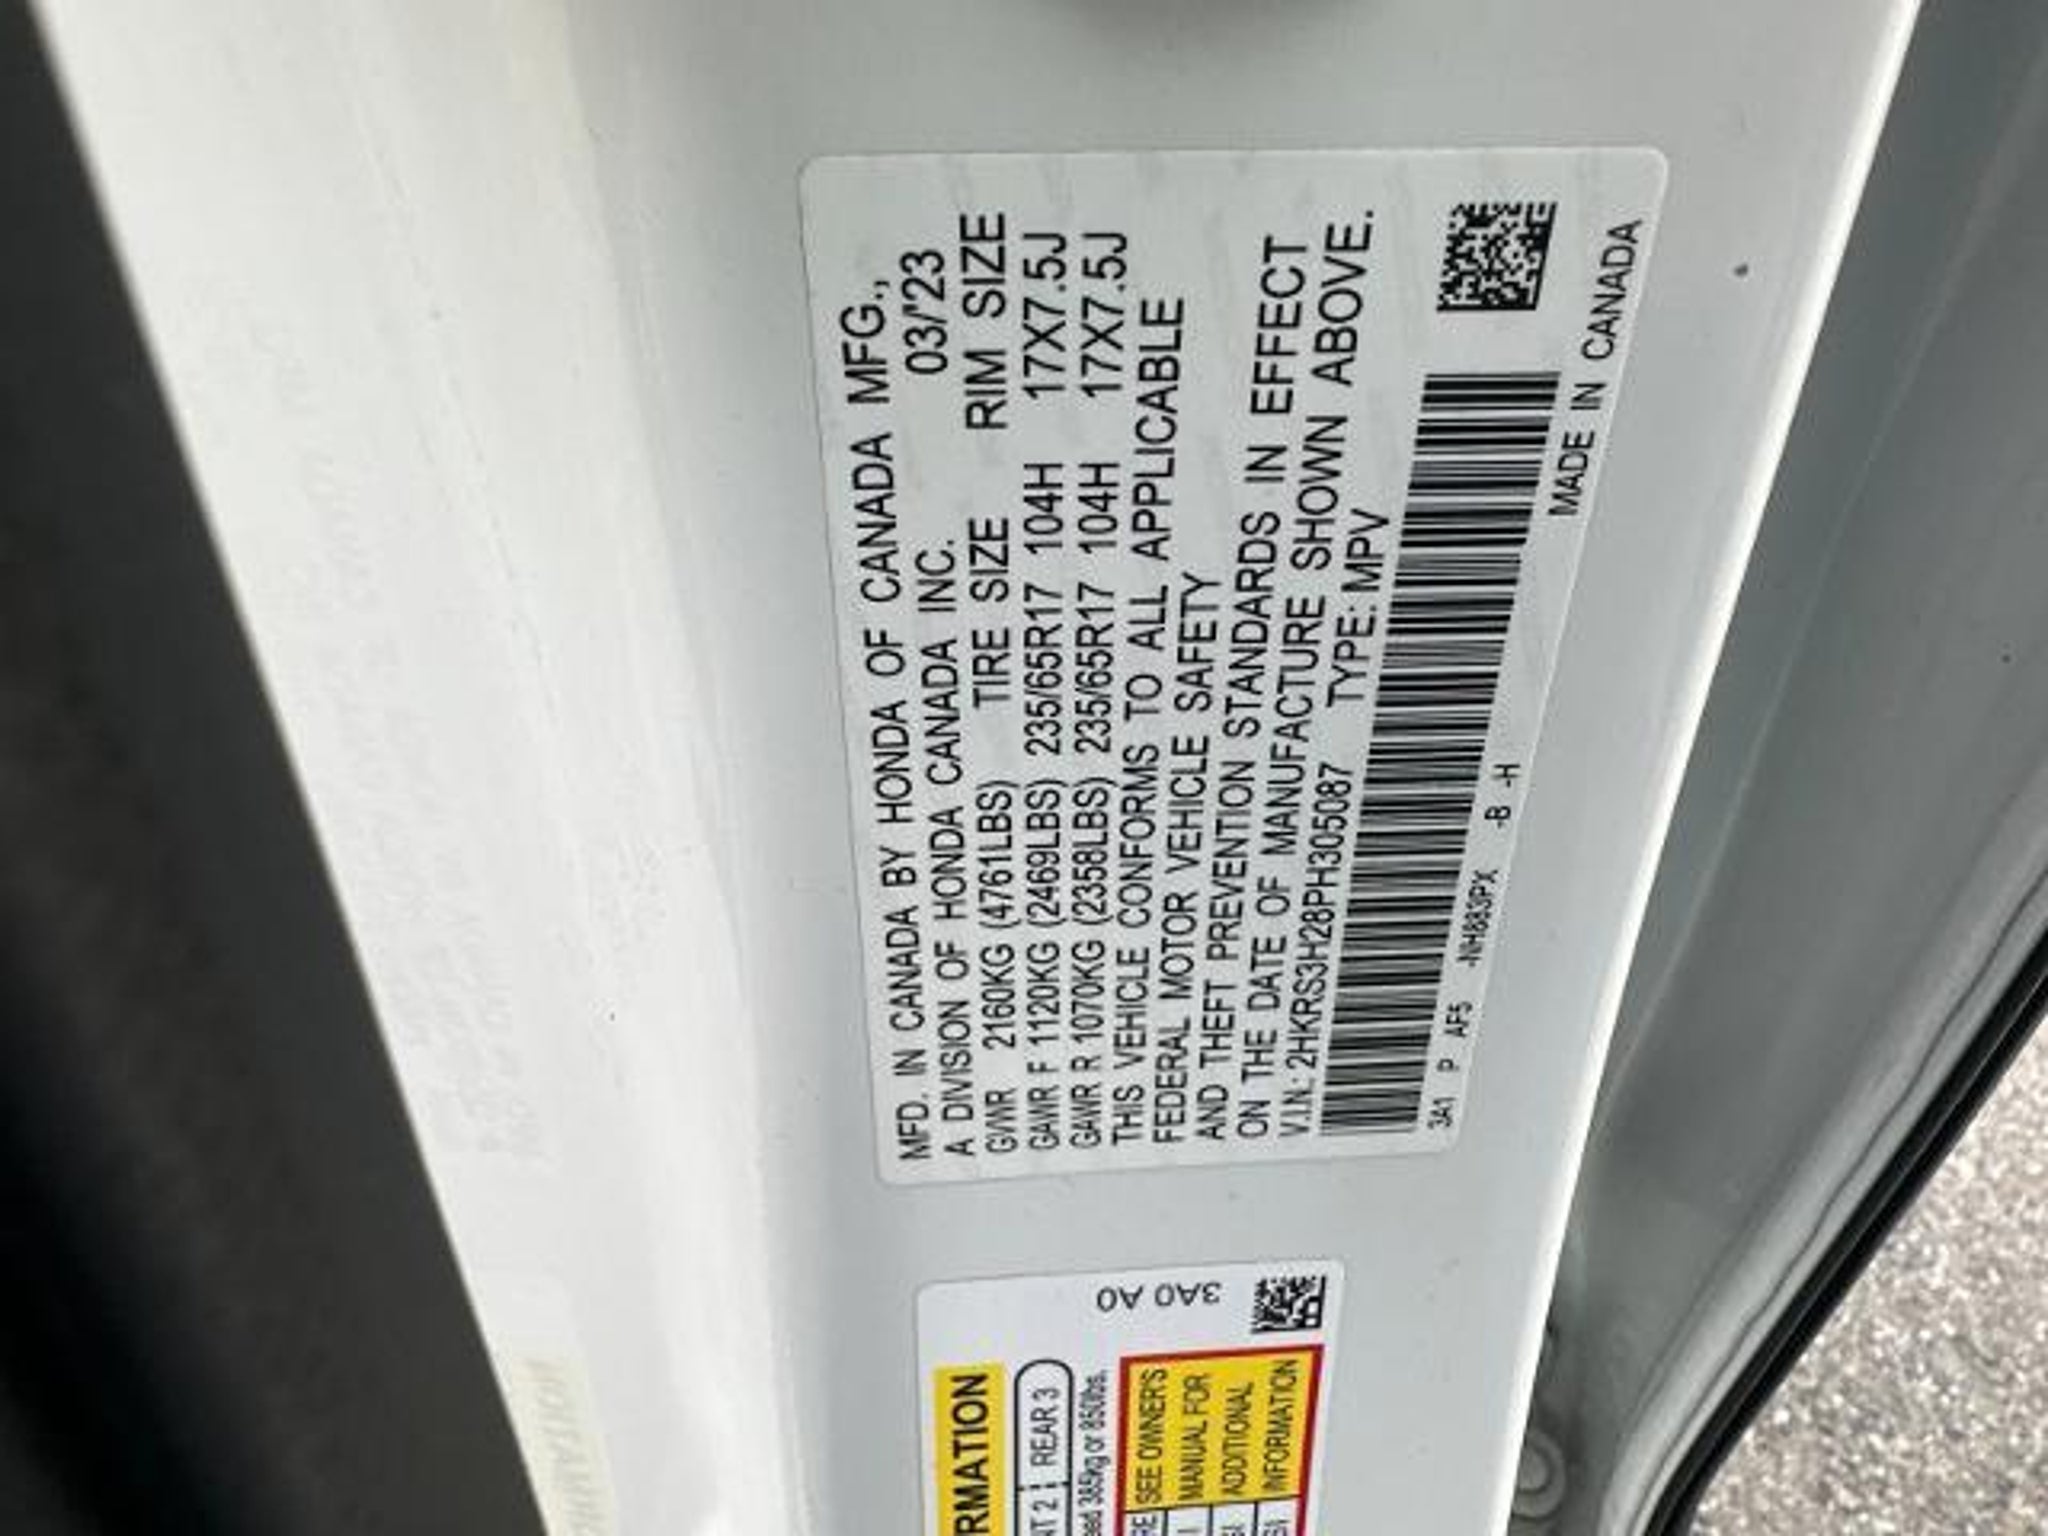 MFD. IN CANADA BY HONDA OF CANADA MFG.,
A DIVISION OF HONDA CANADA INC. 03/'23
GVWR 2160KG (4761LBS) TIRE SIZE RIM SIZE
GAWR F 1120KG (2469LBS) 235/65R17 104H 17X7.5J
GAWR R 1070KG (2358LBS) 235/65R17 104H 17X7.5J
THIS VEHICLE CONFORMS TO ALL APPLICABLE
FEDERAL MOTOR VEHICLE SAFETY
AND THEFT PREVENTION STANDARDS IN EFFECT
ON THE DATE OF MANUFACTURE SHOWN ABOVE.
V.I.N.: 2HKRS3H28PH305087 TYPE: MPV
3A1 P AF5 -NH883PX -B -H
MADE IN CANADA
3A0 A0
REAR 3
385kg or 850lbs.
SEE OWNER'S
MANUAL FOR
ADDITIONAL
INFORMATION